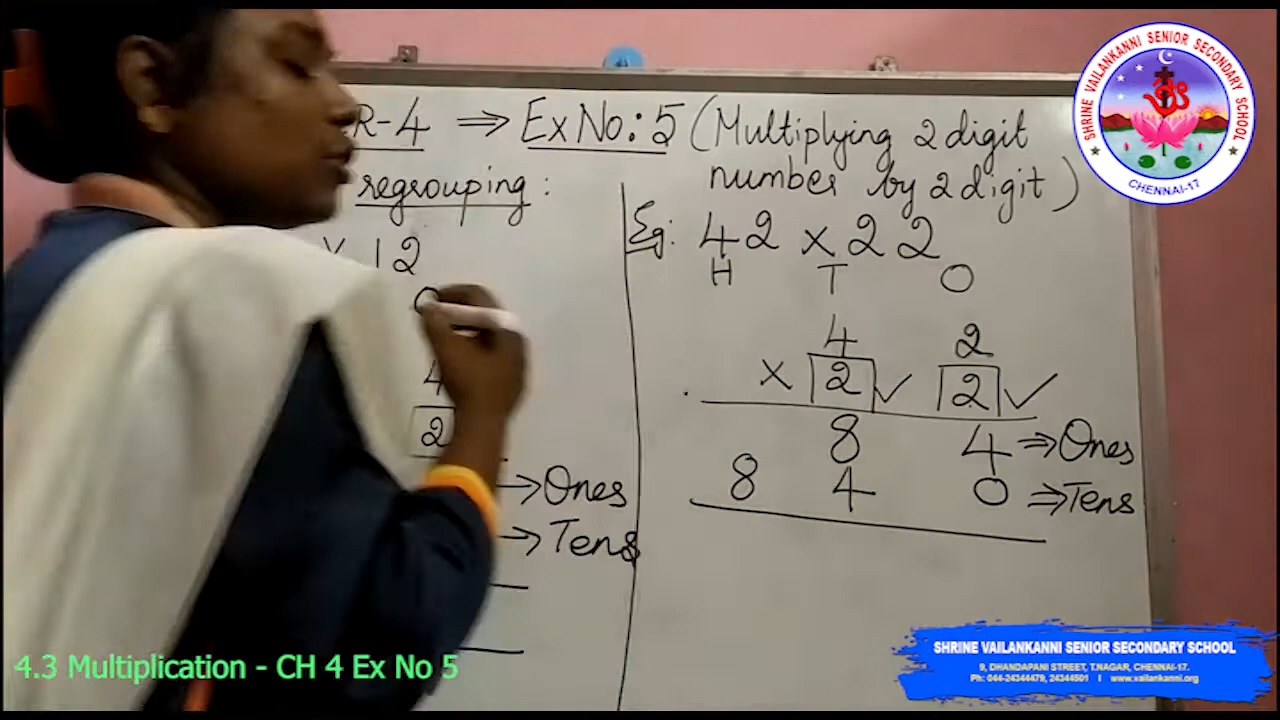 R-4 ⇒ Ex No: 5 (Multiplying 2 digit
number by 2 digit)
regrouping :
X 12
0
4
2
→ Ones
→ Tens
Eg: 42 × 22
H T O
4 2
× 2 ✓ 2 ✓
8 4 ⇒ Ones
8 4 0 ⇒ Tens
SHRINE VAILANKANNI SENIOR SECONDARY SCHOOL
CHENNAI-17
4.3 Multiplication - CH 4 Ex No 5
SHRINE VAILANKANNI SENIOR SECONDARY SCHOOL
9, DHANDAPANI STREET, T.NAGAR, CHENNAI-17.
Ph: 044-24344479, 24344501 I www.vailankanni.org